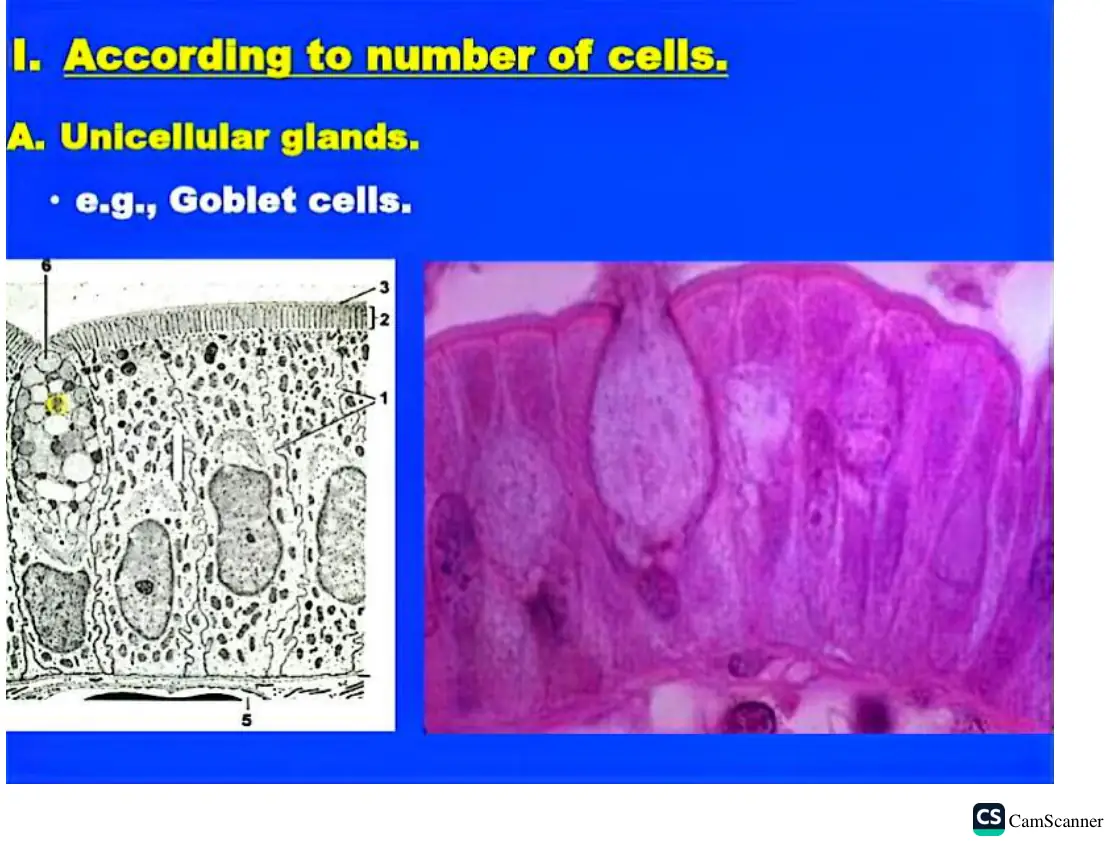 I. According to number of cells.
A. Unicellular glands.
• e.g., Goblet cells.
6
3
2
1
5
CS CamScanner